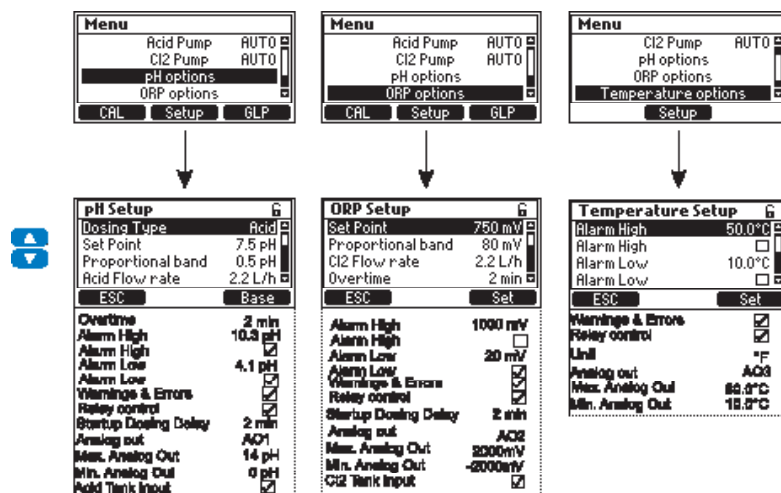 Menu
Acid Pump AUTO
Cl2 Pump AUTO
pH options
ORP options
CAL Setup GLP
Menu
Acid Pump AUTO
Cl2 Pump AUTO
pH options
ORP options
CAL Setup GLP
Menu
Cl2 Pump AUTO
pH options
ORP options
Temperature options
Setup
pH Setup
Dosing Type Acid
Set Point 7.5 pH
Proportional band 0.5 pH
Acid Flow rate 2.2 L/h
ESC Base
Overtime 2 min
Alarm High 10.3 pH
Alarm High
Alarm Low 4.1 pH
Alarm Low
Warnings & Errors
Relay control
Startup Dosing Delay 2 min
Analog out AO1
Max. Analog Out 14 pH
Min. Analog Out 0 pH
Acid Tank Input
ORP Setup
Set Point 750 mV
Proportional band 80 mV
Cl2 Flow rate 2.2 L/h
Overtime 2 min
ESC Set
Alarm High 1000 mV
Alarm High
Alarm Low 20 mV
Alarm Low
Warnings & Errors
Relay control
Startup Dosing Delay 2 min
Analog out AO2
Max. Analog Out 2000mV
Min. Analog Out -2000mV
Cl2 Tank Input
Temperature Setup
Alarm High 50.0°C
Alarm High
Alarm Low 10.0°C
Alarm Low
ESC Set
Warnings & Errors
Relay control
Unit °F
Analog out AO3
Max. Analog Out
Min. Analog Out